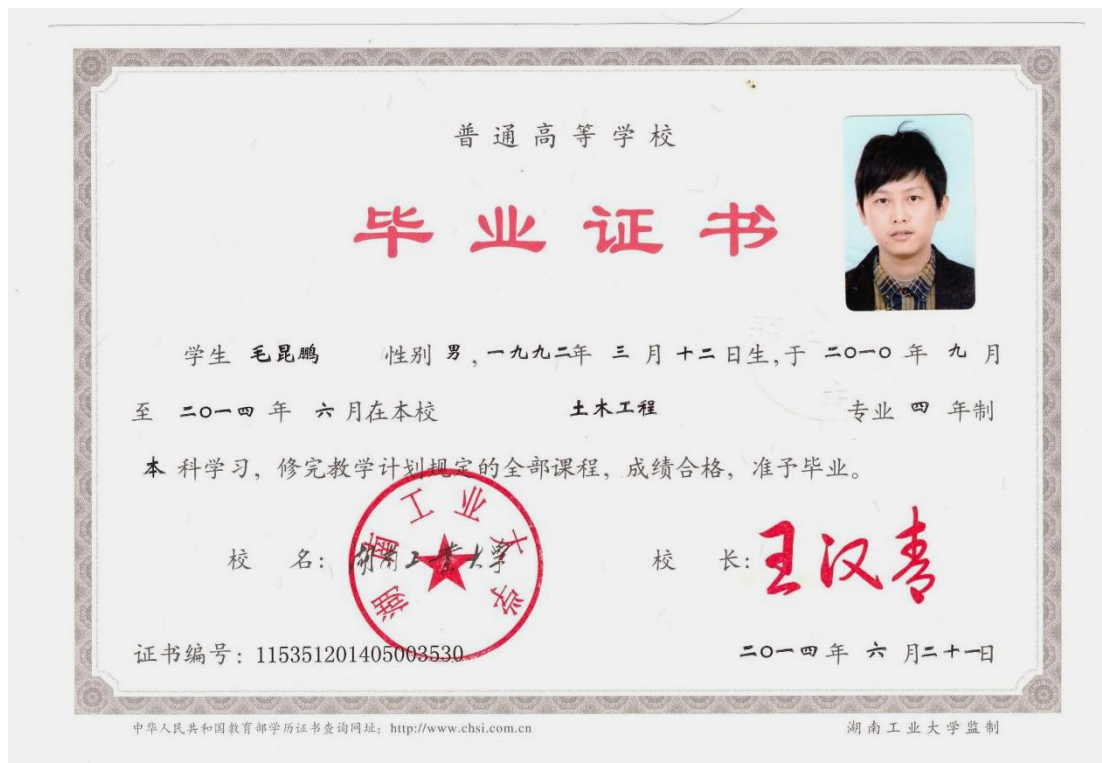 普通高等学校
毕业证书
学生 毛昆鹏 性别 男，一九九二年 三 月 十二 日生，于 二〇一〇 年 九 月
至 二〇一四 年 六 月在本校 土木工程 专业 四 年制
本 科学习，修完教学计划规定的全部课程，成绩合格，准予毕业。
校 名：湖南工业大学
湖南工业大学
校 长：王汉青
证书编号：115351201405003530
二〇一四 年 六 月二十一日
中华人民共和国教育部学历证书查询网址：http://www.chsi.com.cn
湖南工业大学监制